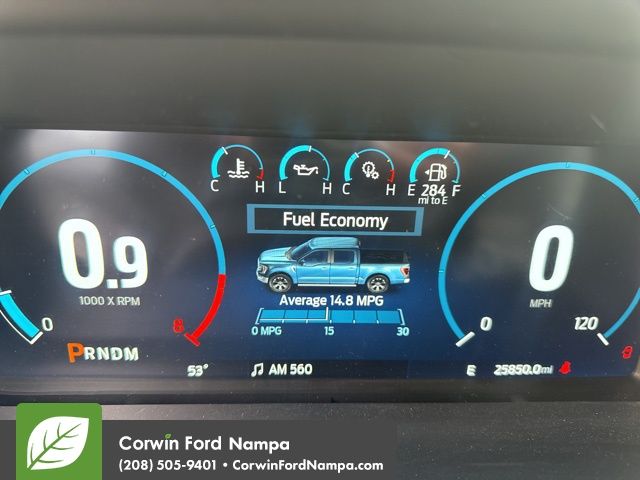 C H L H C H E 284 F
mi to E
Fuel Economy
0.9
1000 X RPM
0 8
Average 14.8 MPG
0 MPG 15 30
0
MPH
0 120
PRNDM
53° AM 560 E 25850.0mi
Corwin Ford Nampa
(208) 505-9401 • CorwinFordNampa.com